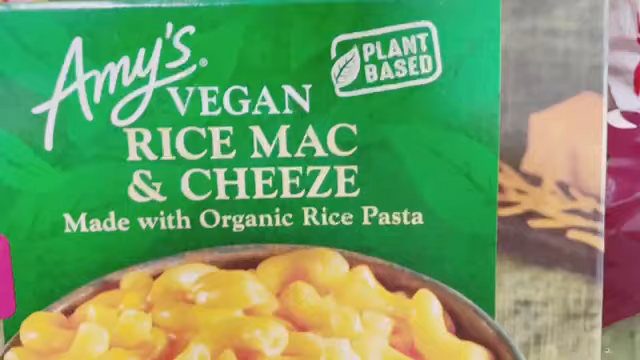 Amy's
PLANT
BASED
VEGAN
RICE MAC
& CHEEZE
Made with Organic Rice Pasta